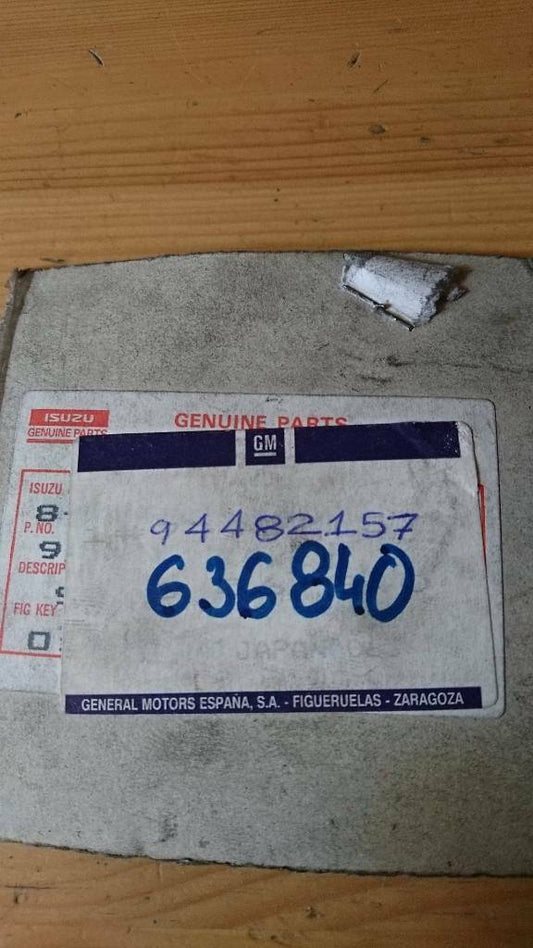 ISUZU
GENUINE PARTS
GENUINE PARTS
GM
ISUZU
8-
P.NO.
9
DESCRIP
FIG KEY
0
94482157
636840
JAPAN
GENERAL MOTORS ESPAÑA, S.A. - FIGUERUELAS - ZARAGOZA